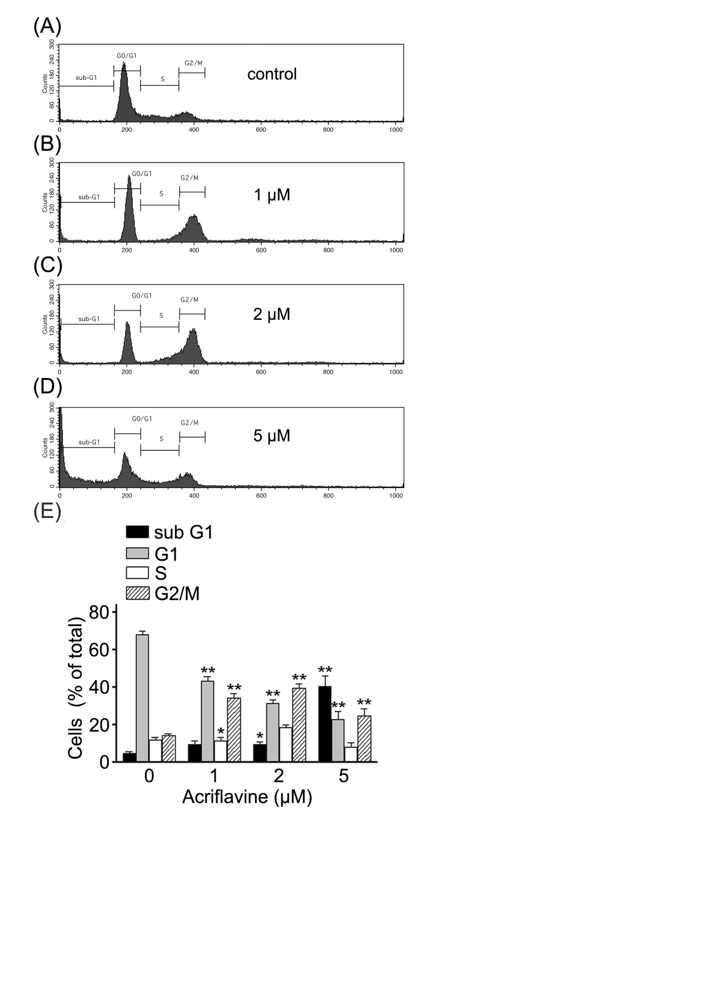 (A)
300
240
180
120
60
0
Counts
sub-G1
G0/G1
S
G2/M
control
0 200 400 600 800 1000
(B)
300
240
180
120
60
0
Counts
sub-G1
G0/G1
S
G2/M
1 µM
0 200 400 600 800 1000
(C)
300
240
180
120
60
0
Counts
sub-G1
G0/G1
S
G2/M
2 µM
0 200 400 600 800 1000
(D)
300
240
180
120
60
0
Counts
sub-G1
G0/G1
S
G2/M
5 µM
0 200 400 600 800 1000
(E)
sub G1
G1
S
G2/M
80
60
40
20
0
Cells (% of total)
** * **
* ** **
** ** **
0 1 2 5
Acriflavine (µM)